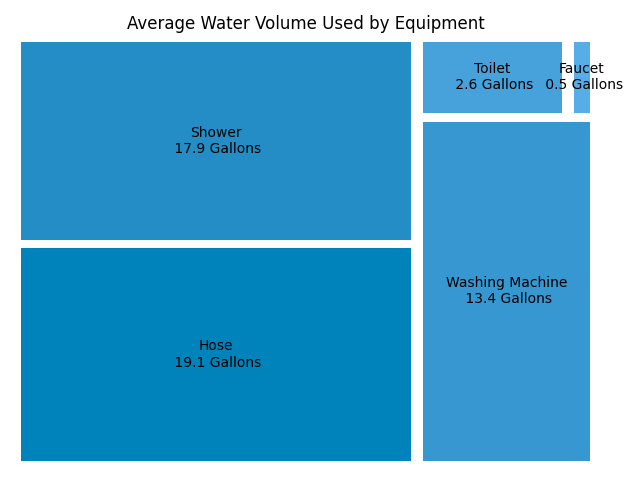 Average Water Volume Used by Equipment
Shower
17.9 Gallons
Hose
19.1 Gallons
Toilet
2.6 Gallons
Faucet
0.5 Gallons
Washing Machine
13.4 Gallons